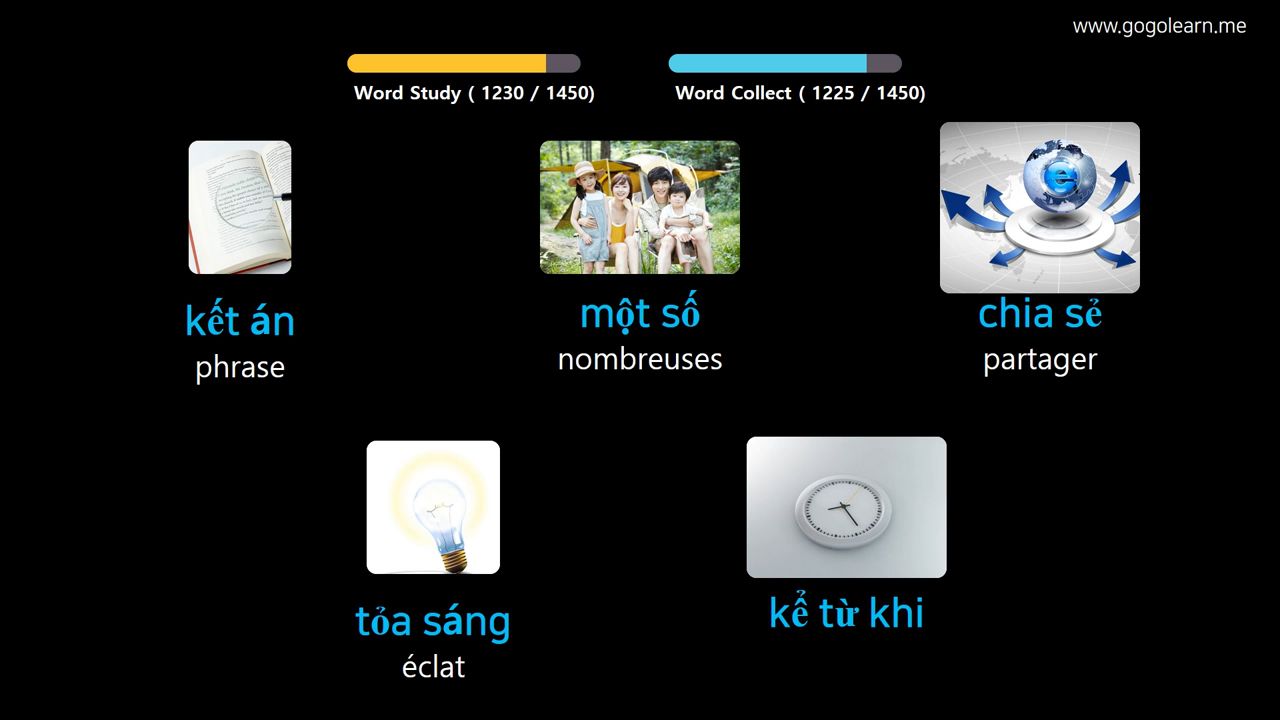 www.gogolearn.me
Word Study ( 1230 / 1450)
Word Collect ( 1225 / 1450)
kết án
phrase
một số
nombreuses
chia sẻ
partager
tỏa sáng
éclat
kể từ khi